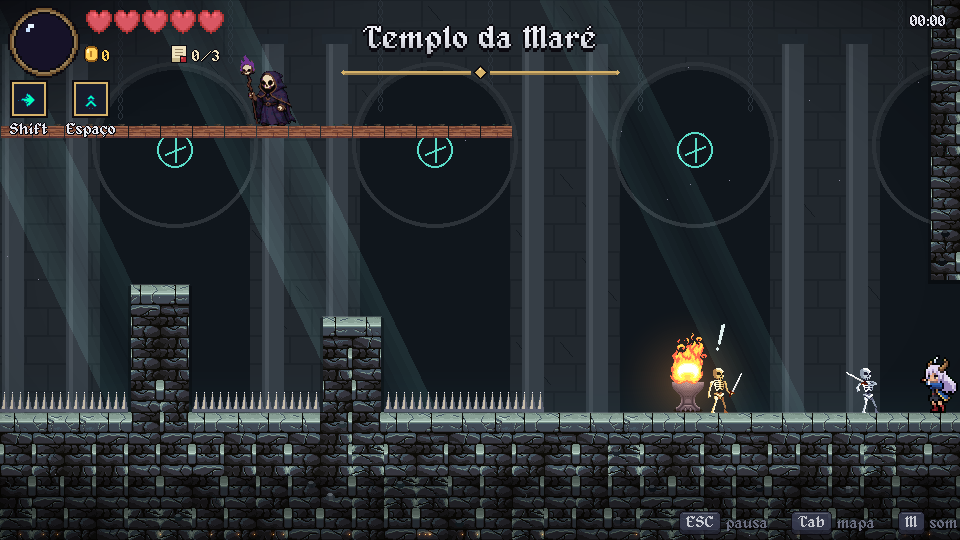 Templo da Maré
00:00
0
0/3
Shift
Espaço
!
ESC pausa
Tab mapa
M som